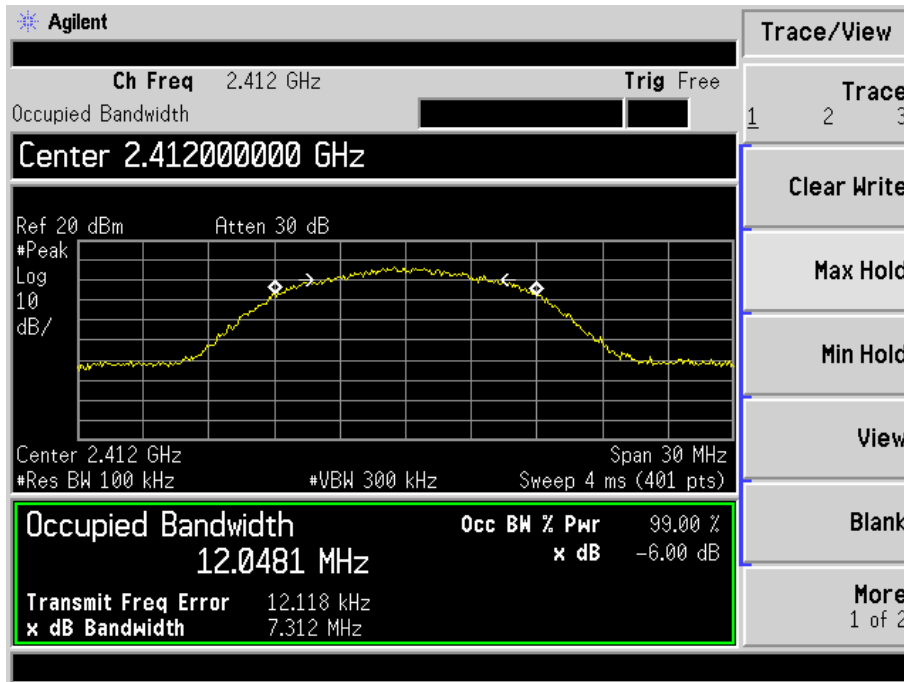 Agilent
Trace/View
Ch Freq 2.412 GHz Trig Free
Occupied Bandwidth
Center 2.412000000 GHz
Ref 20 dBm Atten 30 dB
#Peak
Log
10
dB/
Center 2.412 GHz Span 30 MHz
#Res BW 100 kHz #VBW 300 kHz Sweep 4 ms (401 pts)
Occupied Bandwidth
12.0481 MHz
Occ BW % Pwr 99.00 %
x dB -6.00 dB
Transmit Freq Error 12.118 kHz
x dB Bandwidth 7.312 MHz
Trace
1 2 3
Clear Write
Max Hold
Min Hold
View
Blank
More
1 of 2